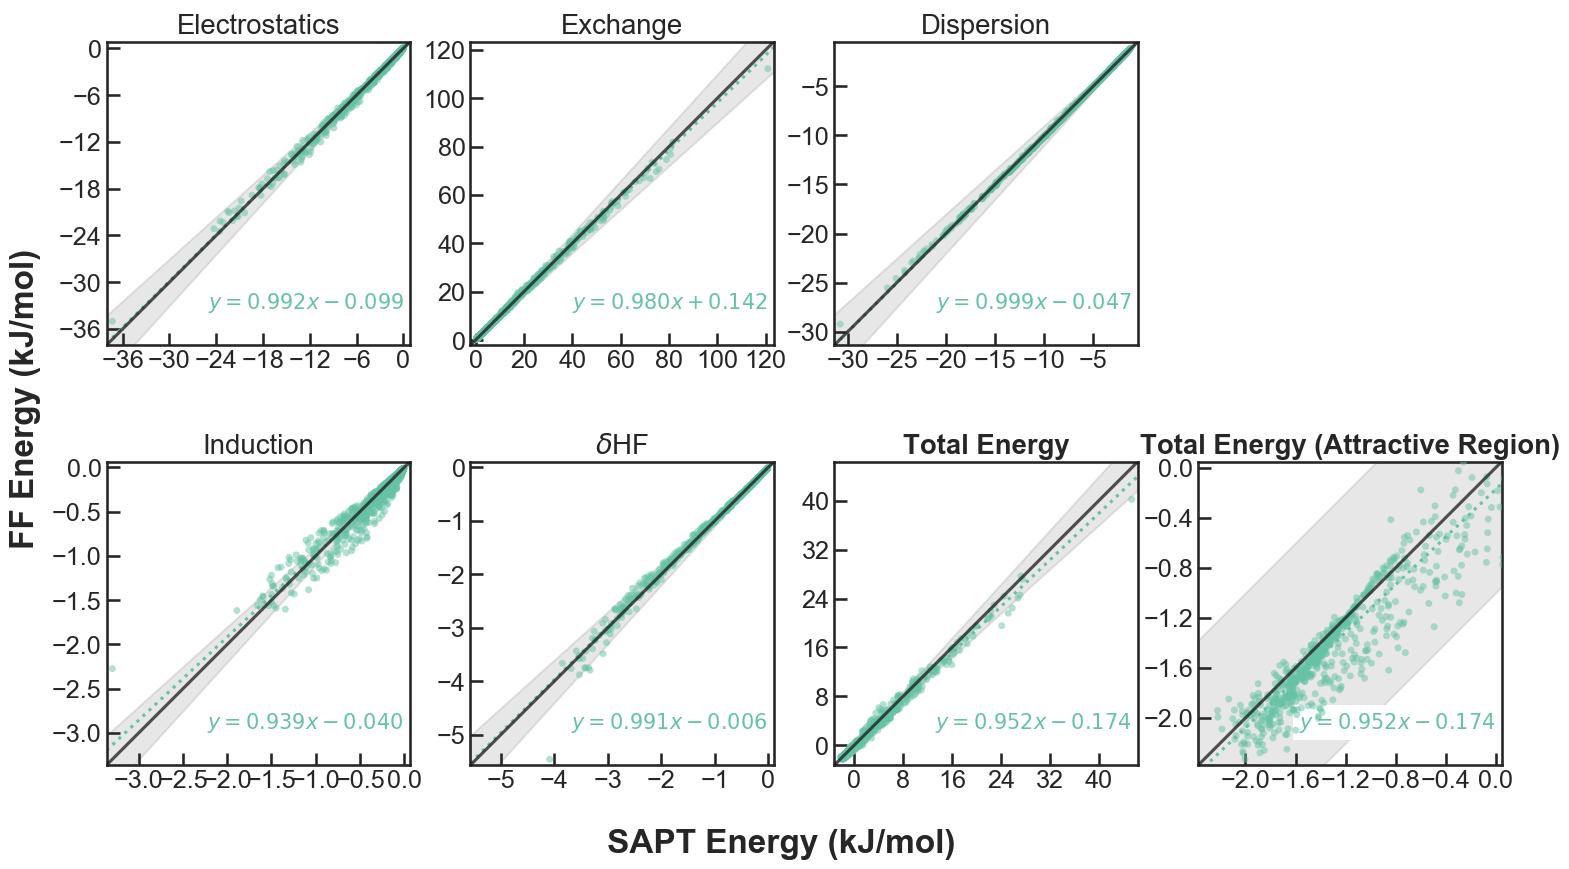 Electrostatics
Exchange
Dispersion
0
−6
−12
−18
−24
−30
−36
y = 0.992x − 0.099
−36 −30 −24 −18 −12 −6 0
120
100
80
60
40
20
0
y = 0.980x + 0.142
0 20 40 60 80 100 120
−5
−10
−15
−20
−25
−30
y = 0.999x − 0.047
−30 −25 −20 −15 −10 −5
FF Energy (kJ/mol)
Induction
δHF
Total Energy
Total Energy (Attractive Region)
0.0
−0.5
−1.0
−1.5
−2.0
−2.5
−3.0
y = 0.939x − 0.040
−3.0 −2.5 −2.0 −1.5 −1.0 −0.5 0.0
0
−1
−2
−3
−4
−5
y = 0.991x − 0.006
−5 −4 −3 −2 −1 0
40
32
24
16
8
0
y = 0.952x − 0.174
0 8 16 24 32 40
0.0
−0.4
−0.8
−1.2
−1.6
−2.0
y = 0.952x − 0.174
−2.0 −1.6 −1.2 −0.8 −0.4 0.0
SAPT Energy (kJ/mol)